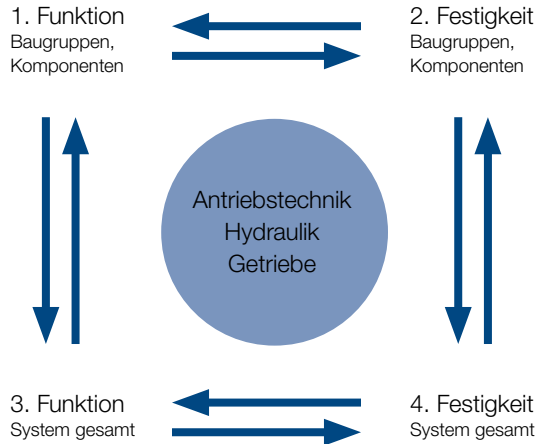 1. Funktion
Baugruppen,
Komponenten
2. Festigkeit
Baugruppen,
Komponenten
Antriebstechnik
Hydraulik
Getriebe
3. Funktion
System gesamt
4. Festigkeit
System gesamt